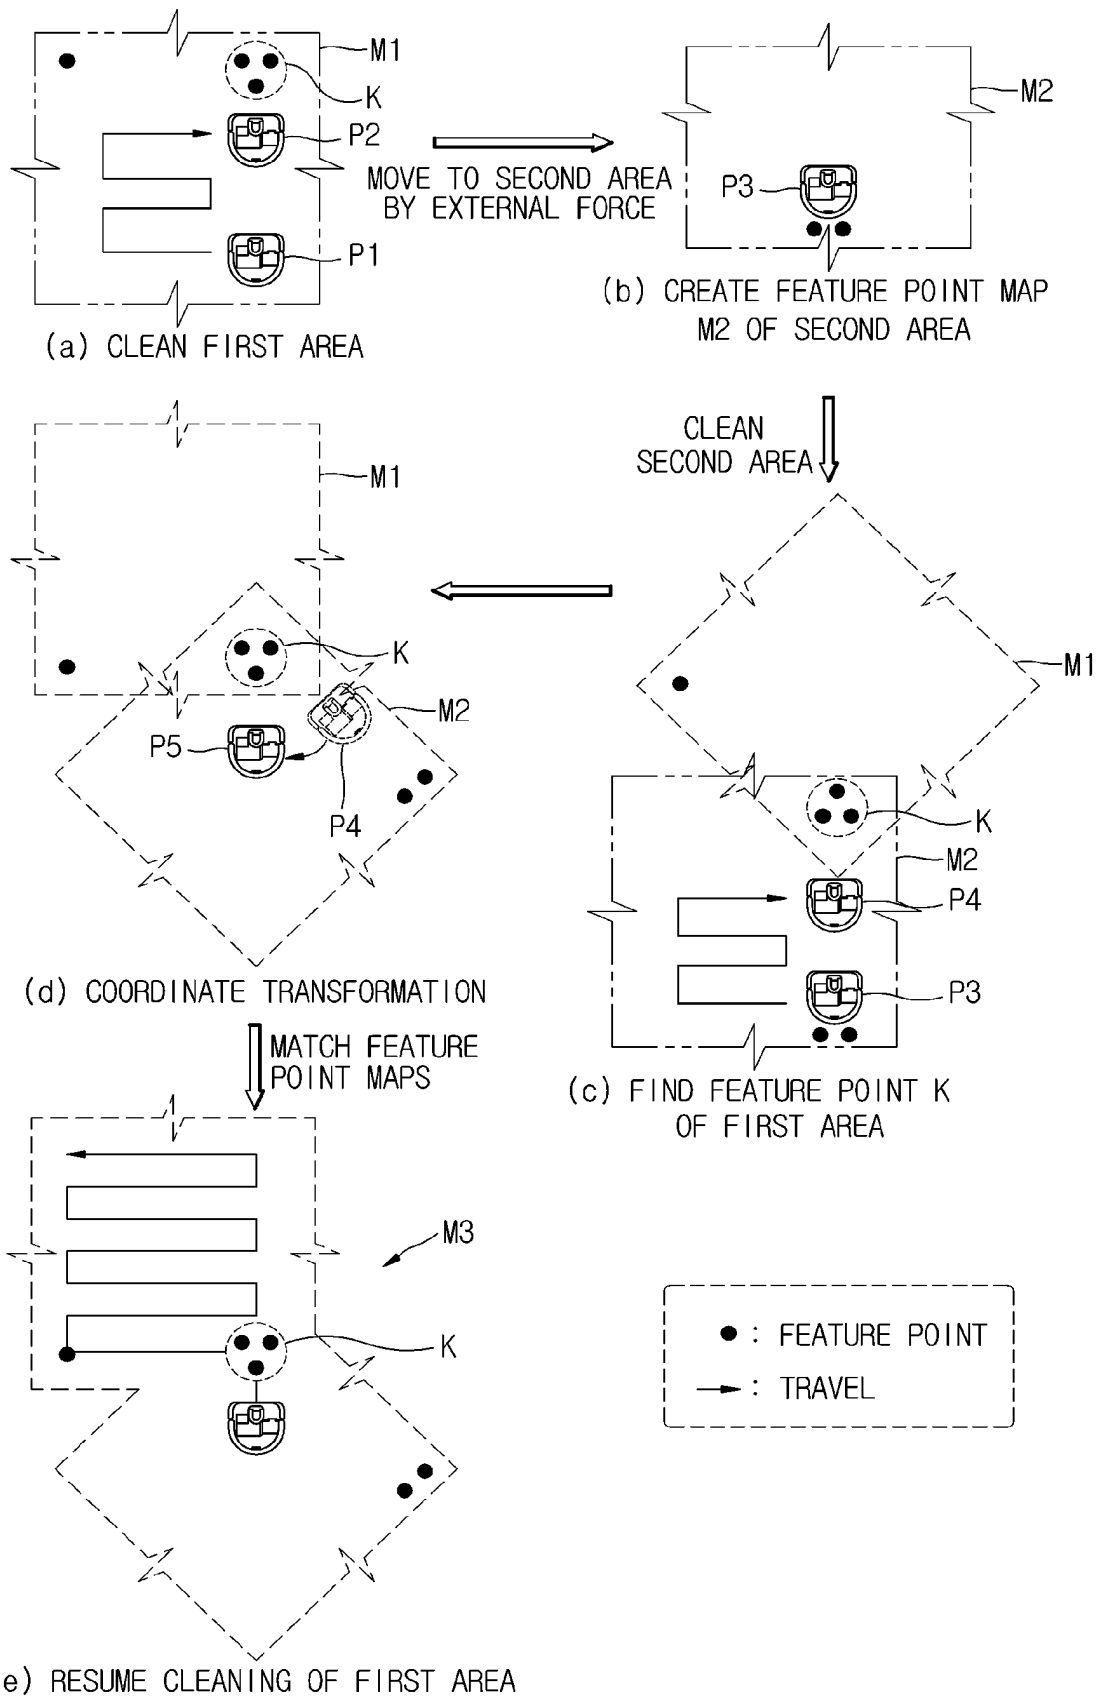 M1
K
P2
P1
(a) CLEAN FIRST AREA
MOVE TO SECOND AREA
BY EXTERNAL FORCE
M2
P3
(b) CREATE FEATURE POINT MAP
M2 OF SECOND AREA
CLEAN
SECOND AREA
M1
K
M2
P4
P3
(c) FIND FEATURE POINT K
OF FIRST AREA
M1
K
M2
P5
P4
(d) COORDINATE TRANSFORMATION
MATCH FEATURE
POINT MAPS
M3
K
e) RESUME CLEANING OF FIRST AREA
: FEATURE POINT
: TRAVEL